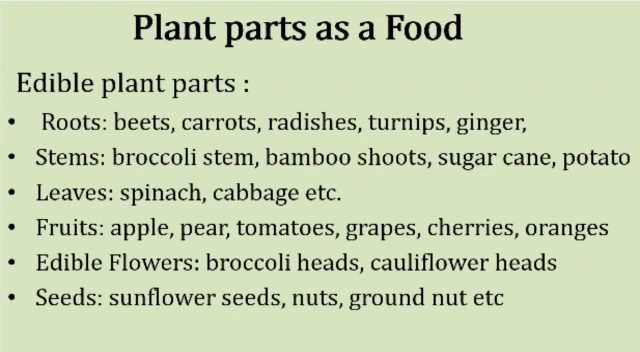 Plant parts as a Food
Edible plant parts :
• Roots: beets, carrots, radishes, turnips, ginger,
• Stems: broccoli stem, bamboo shoots, sugar cane, potato
• Leaves: spinach, cabbage etc.
• Fruits: apple, pear, tomatoes, grapes, cherries, oranges
• Edible Flowers: broccoli heads, cauliflower heads
• Seeds: sunflower seeds, nuts, ground nut etc